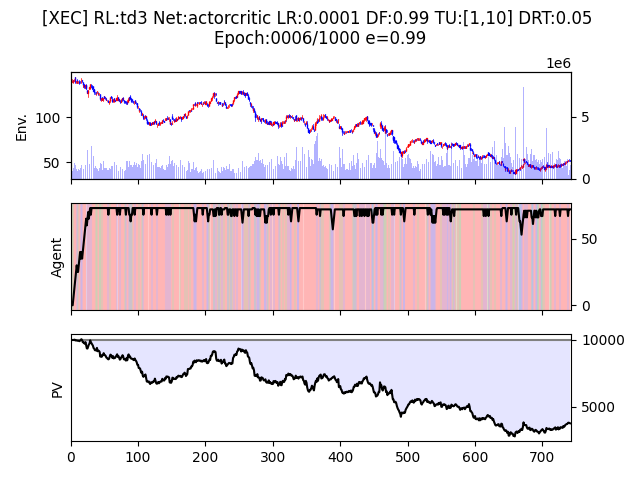 [XEC] RL:td3 Net:actorcritic LR:0.0001 DF:0.99 TU:[1,10] DRT:0.05
Epoch:0006/1000 e=0.99
1e6
Env.
100
50
5
0
Agent
50
0
PV
10000
5000
0 100 200 300 400 500 600 700